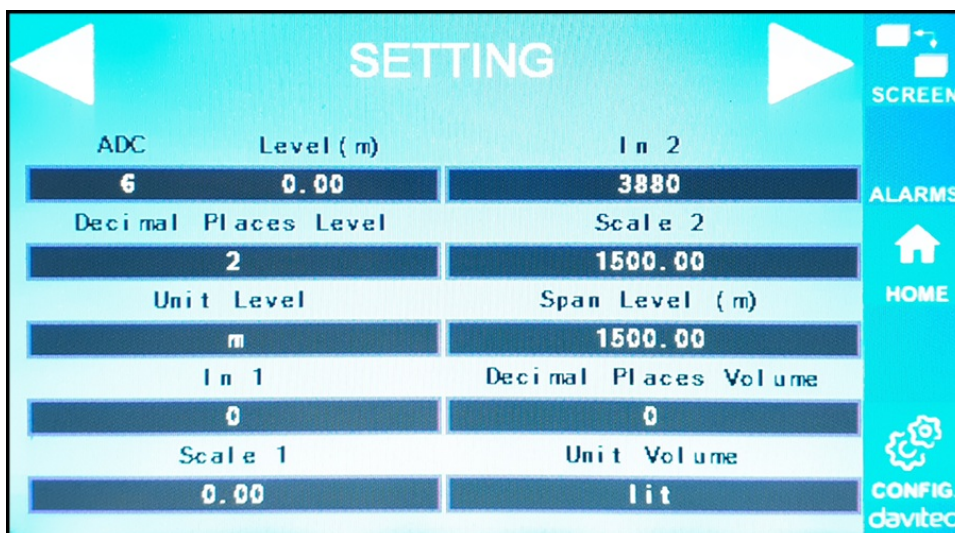 SETTING
SCREEN
ADC Level(m) In 2
6 0.00 3880
ALARMS
Decimal Places Level Scale 2
2 1500.00
HOME
Unit Level Span Level (m)
m 1500.00
In 1 Decimal Places Volume
0 0
Scale 1 Unit Volume
0.00 lit
CONFIG.
davitec